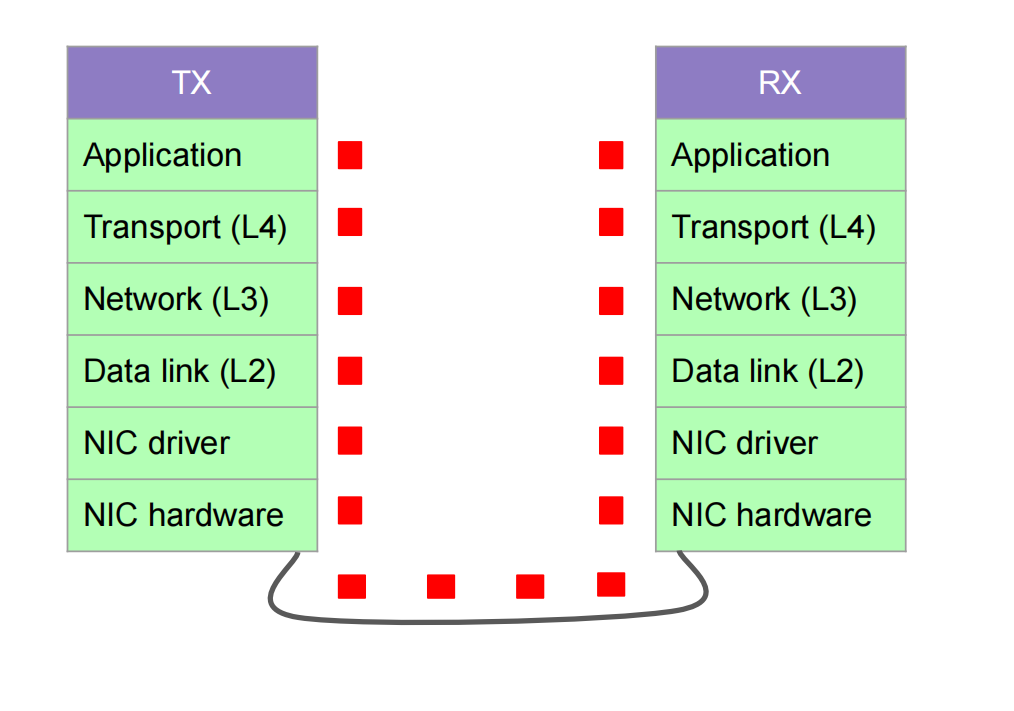 TX
Application
Transport (L4)
Network (L3)
Data link (L2)
NIC driver
NIC hardware
RX
Application
Transport (L4)
Network (L3)
Data link (L2)
NIC driver
NIC hardware